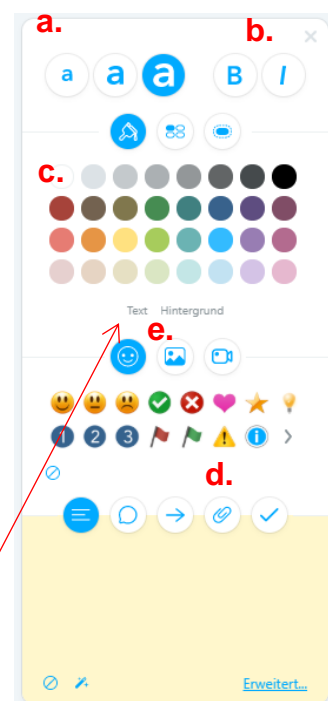 a. b.
a a a B I
c.
Text Hintergrund
e.
1 2 3 i
d.
Erweitert...